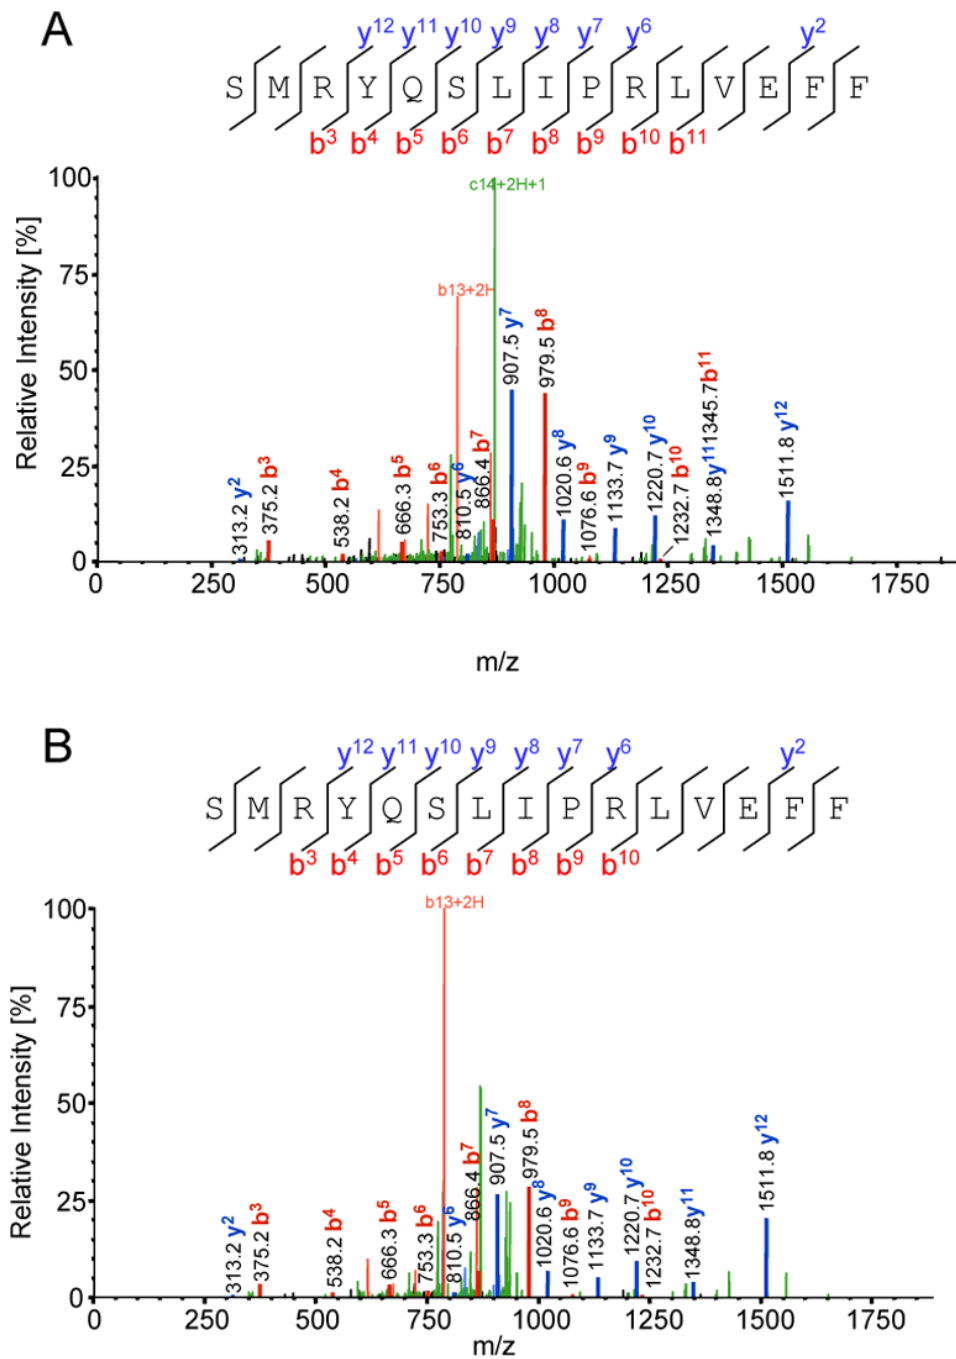 A
y12 y11 y10 y9 y8 y7 y6 y2
S M R Y Q S L I P R L V E F F
b3 b4 b5 b6 b7 b8 b9 b10 b11
Relative Intensity [%]
100
75
50
25
0
c14+2H+1
b13+2H
313.2 y2
375.2 b3
538.2 b4
666.3 b5
753.3 b6
810.5 y6
866.4 b7
907.5 y7
979.5 b8
1020.6 y8
1076.6 b9
1133.7 y9
1220.7 y10
1232.7 b10
1348.8 y11
1345.7 b11
1511.8 y12
0 250 500 750 1000 1250 1500 1750
m/z
B
y12 y11 y10 y9 y8 y7 y6 y2
S M R Y Q S L I P R L V E F F
b3 b4 b5 b6 b7 b8 b9 b10
Relative Intensity [%]
100
75
50
25
0
b13+2H
313.2 y2
375.2 b3
538.2 b4
666.3 b5
753.3 b6
810.5 y6
866.4 b7
907.5 y7
979.5 b8
1020.6 y8
1076.6 b9
1133.7 y9
1220.7 y10
1232.7 b10
1348.8 y11
1511.8 y12
0 250 500 750 1000 1250 1500 1750
m/z